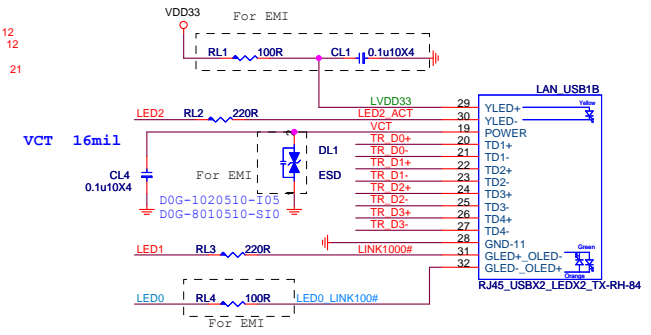 VDD33
For EMI
12
12
21
RL1
100R
CL1
0.1u10X4
LAN_USB1B
LVDD33
29
YLED+
Yellow
LED2
RL2
220R
LED2_ACT
30
YLED-
VCT
19
POWER
VCT 16mil
TR_D0+
20
TD1+
TR_D0-
21
TD1-
TR_D1+
22
TD2+
TR_D1-
23
TD2-
TR_D2+
24
TD3+
TR_D2-
25
TD3-
TR_D3+
26
TD4+
TR_D3-
27
TD4-
DL1
ESD
For EMI
CL4
0.1u10X4
D0G-1020510-I05
D0G-8010510-SI0
28
GND-11
LED1
RL3
220R
LINK1000#
31
GLED+_OLED-
Green
32
GLED-_OLED+
Orange
RJ45_USBX2_LEDX2_TX-RH-84
LED0
RL4
100R
LED0_LINK100#
For EMI